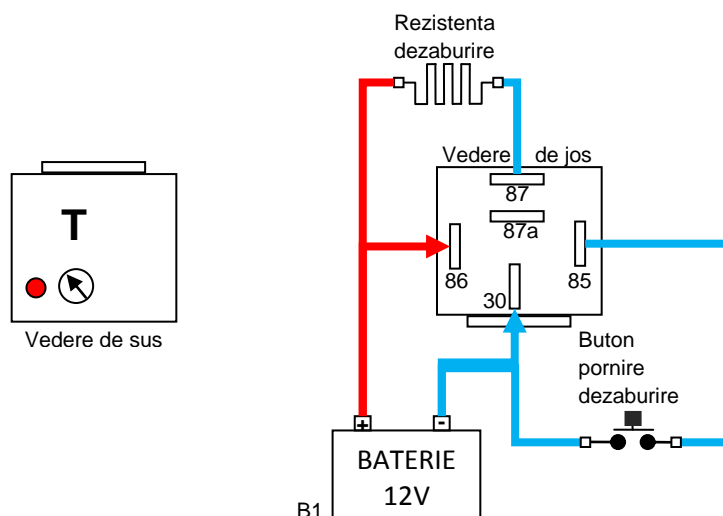 Rezistenta
dezaburire
Vedere de jos
87
87a
86
85
30
T
Vedere de sus
Buton
pornire
dezaburire
+ -
BATERIE
12V
B1